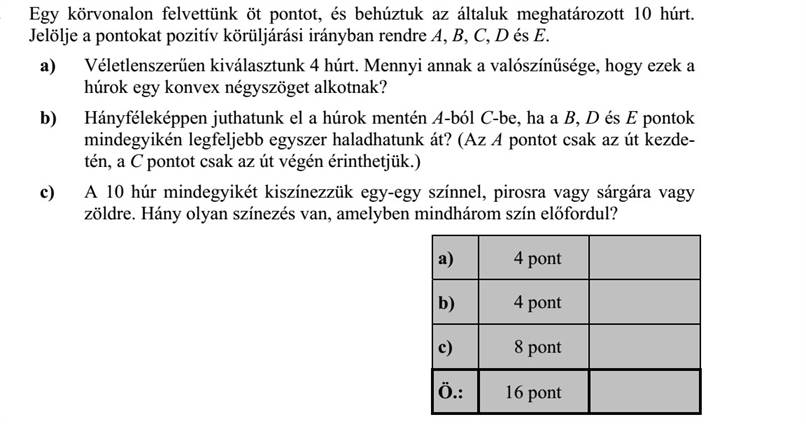 Egy körvonalon felvettünk öt pontot, és behúztuk az általuk meghatározott 10 húrt.
Jelölje a pontokat pozitív körüljárási irányban rendre A, B, C, D és E.
a) Véletlenszerűen kiválasztunk 4 húrt. Mennyi annak a valószínűsége, hogy ezek a
húrok egy konvex négyszöget alkotnak?
b) Hányféleképpen juthatunk el a húrok mentén A-ból C-be, ha a B, D és E pontok
mindegyikén legfeljebb egyszer haladhatunk át? (Az A pontot csak az út kezde-
tén, a C pontot csak az út végén érinthetjük.)
c) A 10 húr mindegyikét kiszínezzük egy-egy színnel, pirosra vagy sárgára vagy
zöldre. Hány olyan színezés van, amelyben mindhárom szín előfordul?
a) 4 pont
b) 4 pont
c) 8 pont
Ö.: 16 pont